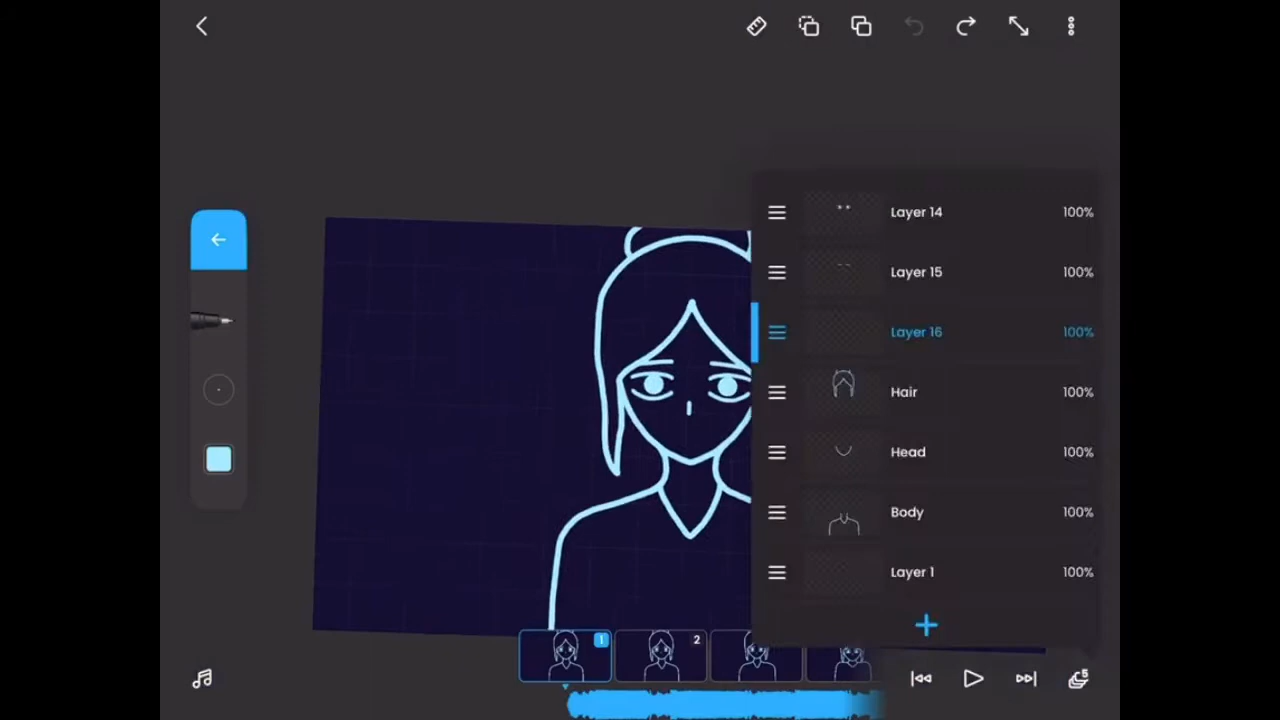 Layer 14 100%
Layer 15 100%
Layer 16 100%
Hair 100%
Head 100%
Body 100%
Layer 1 100%
1
2
5